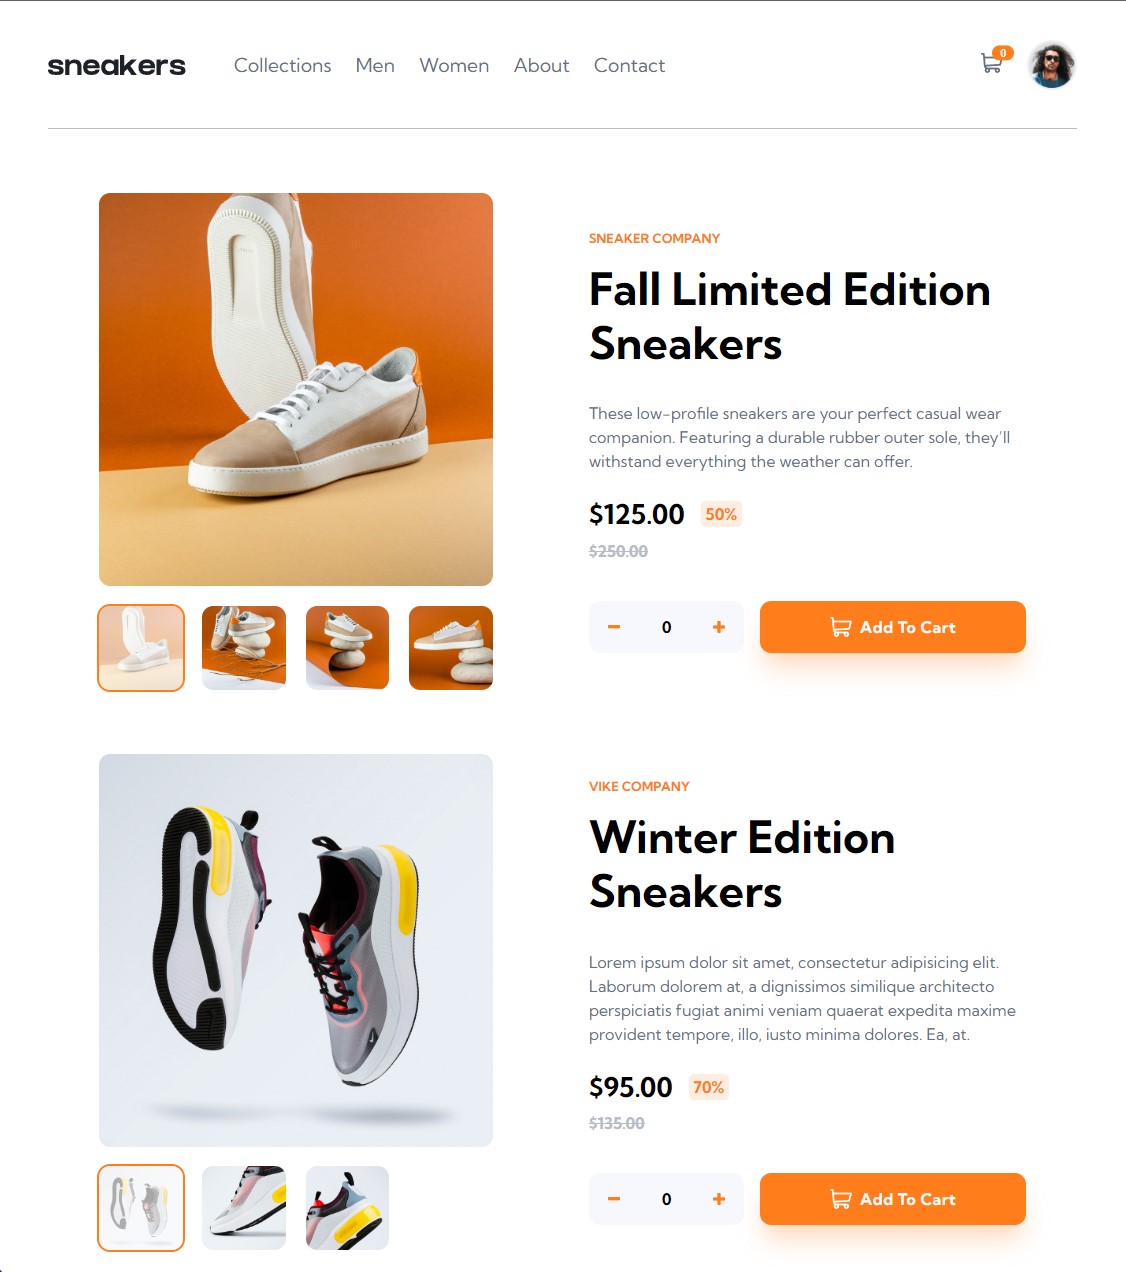 sneakers
Collections Men Women About Contact
0
SNEAKER COMPANY
Fall Limited Edition
Sneakers
These low-profile sneakers are your perfect casual wear
companion. Featuring a durable rubber outer sole, they'll
withstand everything the weather can offer.
$125.00 50%
$250.00
0
Add To Cart
VIKE COMPANY
Winter Edition
Sneakers
Lorem ipsum dolor sit amet, consectetur adipisicing elit.
Laborum dolorem at, a dignissimos similique architecto
perspiciatis fugiat animi veniam quaerat expedita maxime
provident tempore, illo, iusto minima dolores. Ea, at.
$95.00 70%
$135.00
0
Add To Cart